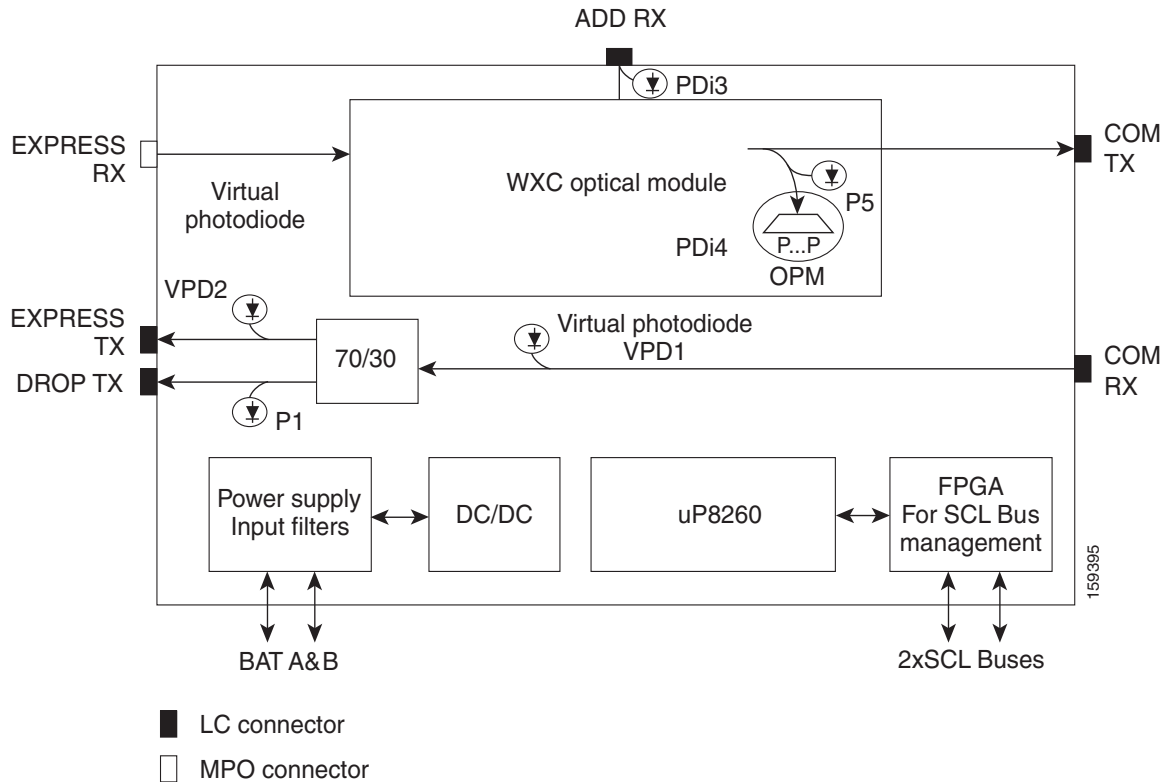 ADD RX
PDi3
EXPRESS
RX
COM
TX
Virtual
photodiode
WXC optical module
P5
PDi4
P...P
OPM
VPD2
EXPRESS
TX
Virtual photodiode
VPD1
70/30
COM
RX
DROP TX
P1
Power supply
Input filters
DC/DC
uP8260
FPGA
For SCL Bus
management
159395
BAT A&B
2xSCL Buses
LC connector
MPO connector